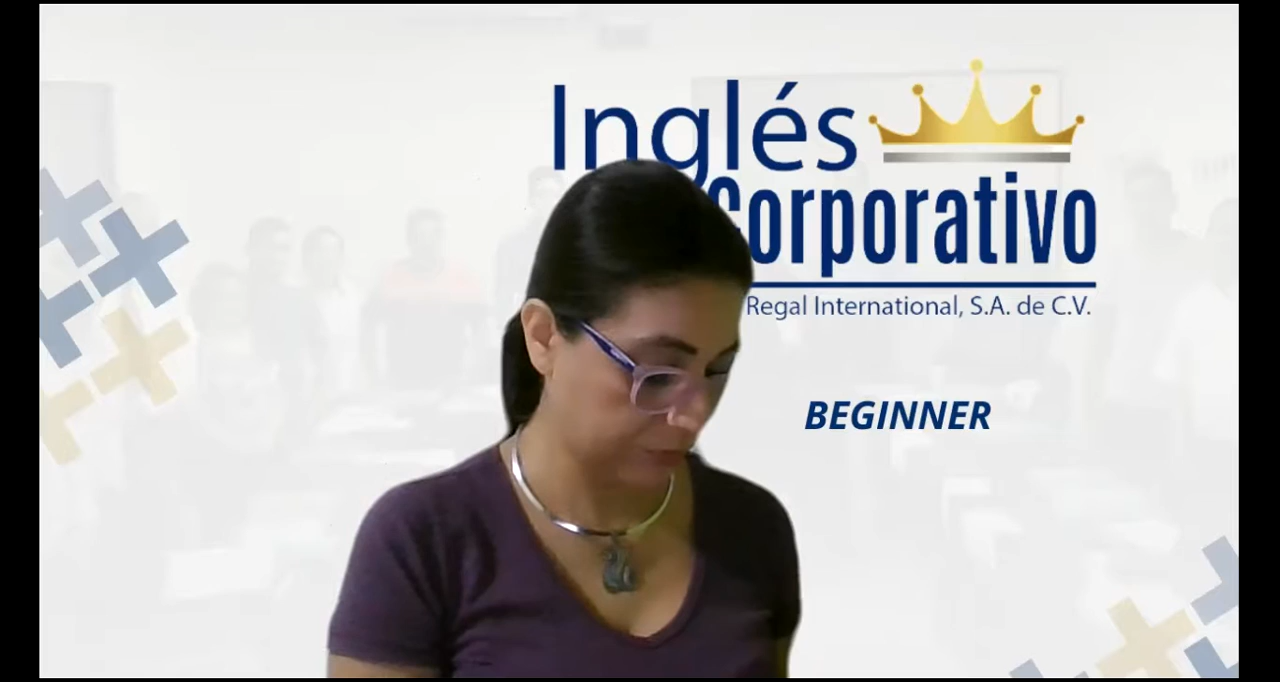 Inglés
Corporativo
Regal International, S.A. de C.V.
BEGINNER